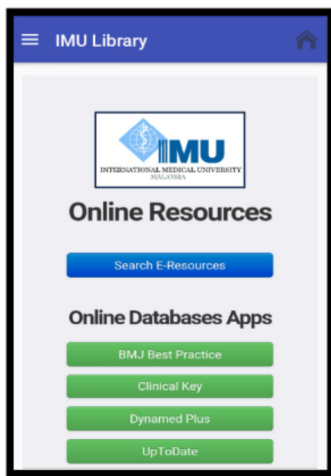 IMU Library
IMU
INTERNATIONAL MEDICAL UNIVERSITY
MALAYSIA
Online Resources
Search E-Resources
Online Databases Apps
BMJ Best Practice
Clinical Key
Dynamed Plus
UpToDate